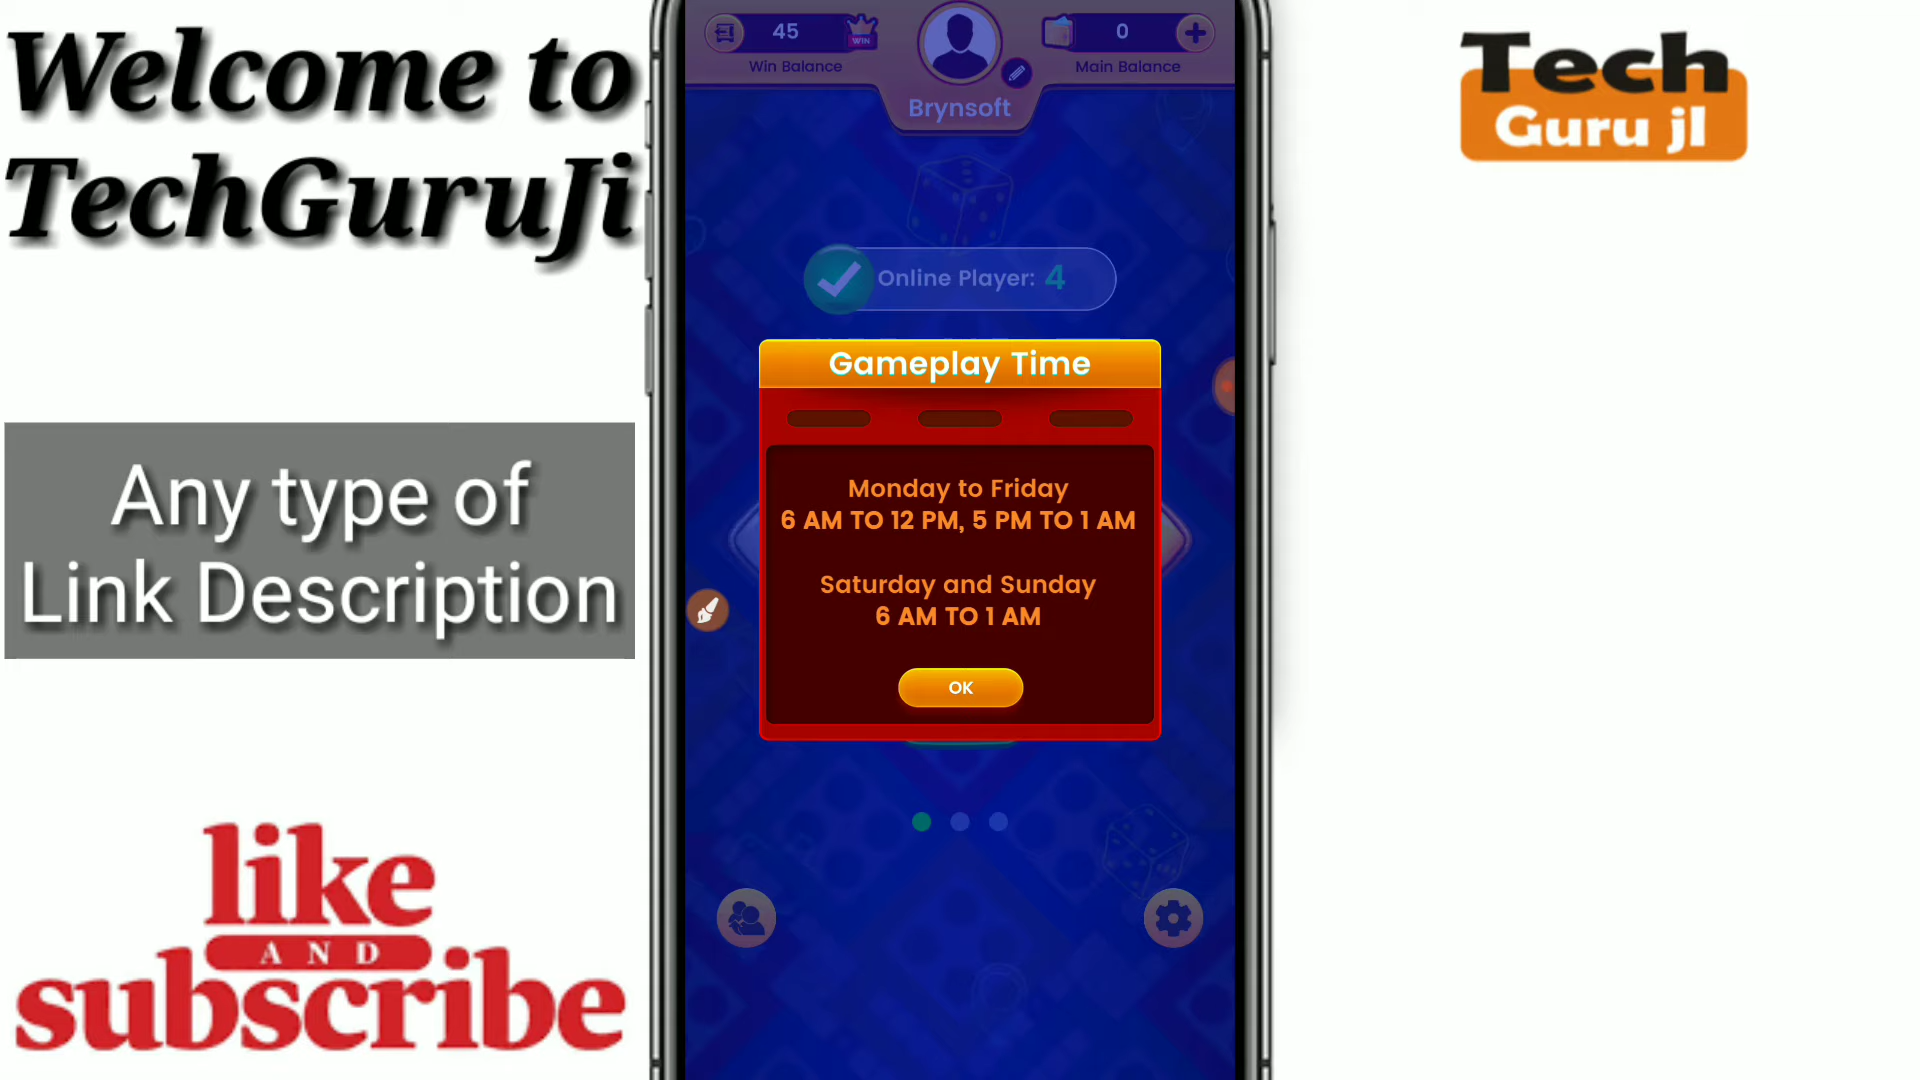 Welcome to
TechGuruJi
Any type of
Link Description
like
AND
subscribe
45
WIN
Win Balance
0
Main Balance
Brynsoft
Online Player: 4
Gameplay Time
Monday to Friday
6 AM TO 12 PM, 5 PM TO 1 AM
Saturday and Sunday
6 AM TO 1 AM
OK
Tech
Guru jl